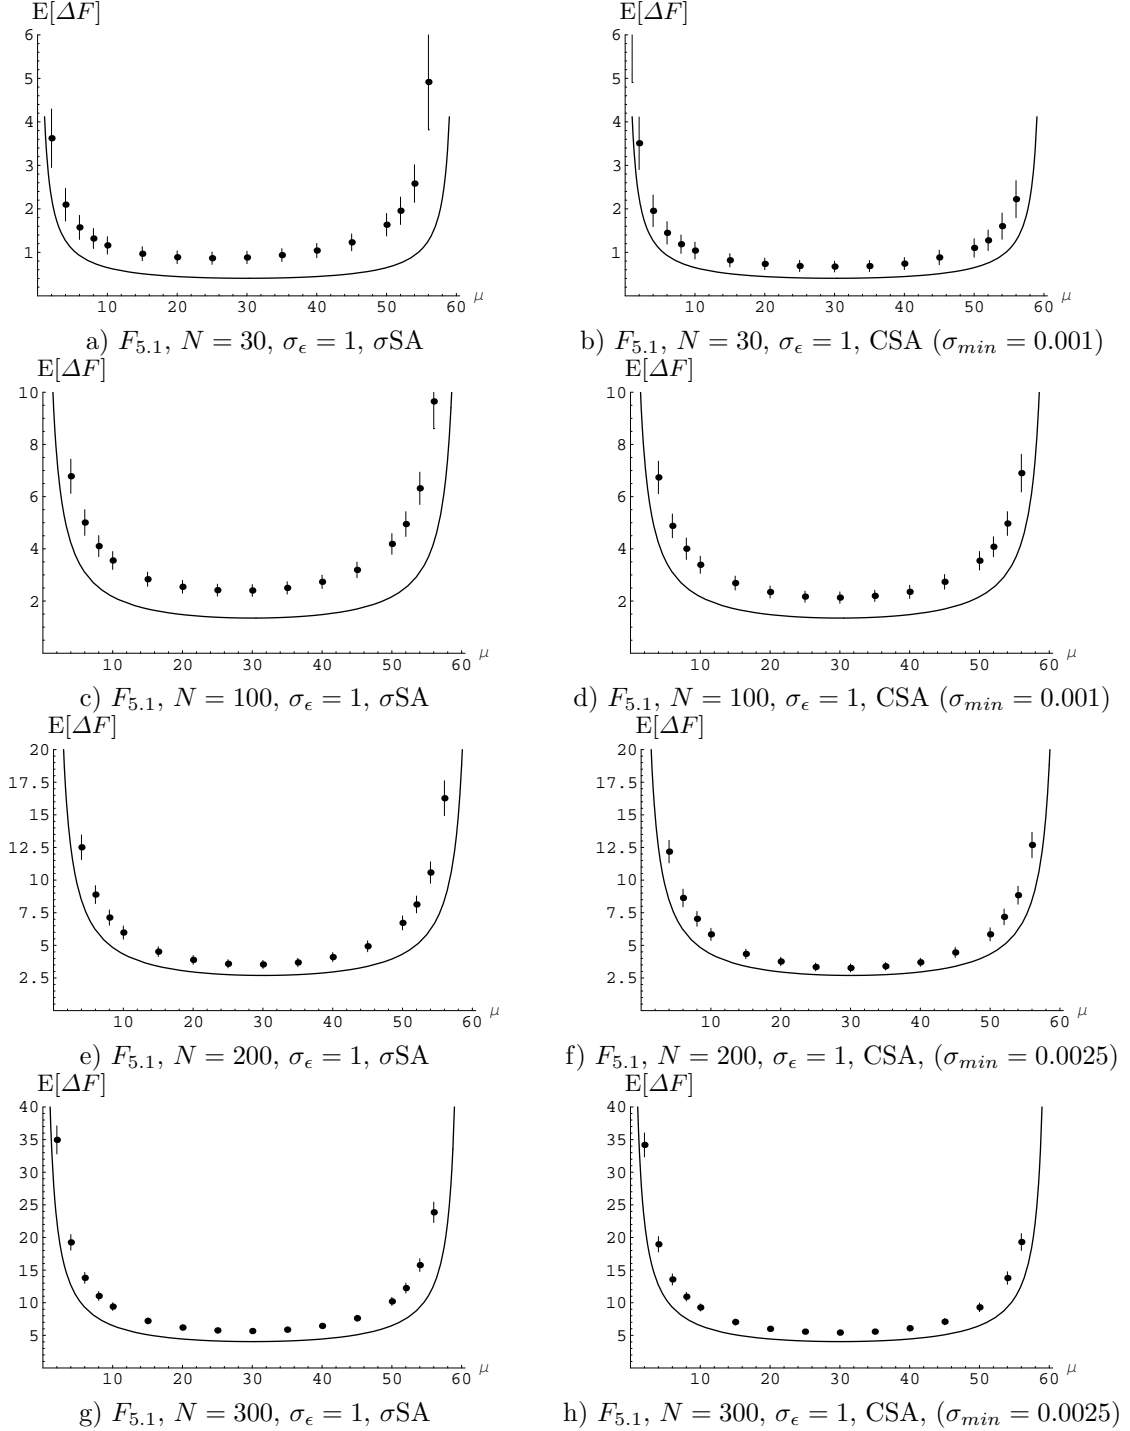 E[ΔF] E[ΔF]
6 6
5 5
4 4
3 3
2 2
1 1
10 20 30 40 50 60 μ 10 20 30 40 50 60 μ
a) F5.1, N = 30, σϵ = 1, σSA b) F5.1, N = 30, σϵ = 1, CSA (σmin = 0.001)
E[ΔF] E[ΔF]
10 10
8 8
6 6
4 4
2 2
10 20 30 40 50 60 μ 10 20 30 40 50 60 μ
c) F5.1, N = 100, σϵ = 1, σSA d) F5.1, N = 100, σϵ = 1, CSA (σmin = 0.001)
E[ΔF] E[ΔF]
20 20
17.5 17.5
15 15
12.5 12.5
10 10
7.5 7.5
5 5
2.5 2.5
10 20 30 40 50 60 μ 10 20 30 40 50 60 μ
e) F5.1, N = 200, σϵ = 1, σSA f) F5.1, N = 200, σϵ = 1, CSA, (σmin = 0.0025)
E[ΔF] E[ΔF]
40 40
35 35
30 30
25 25
20 20
15 15
10 10
5 5
10 20 30 40 50 60 μ 10 20 30 40 50 60 μ
g) F5.1, N = 300, σϵ = 1, σSA h) F5.1, N = 300, σϵ = 1, CSA, (σmin = 0.0025)